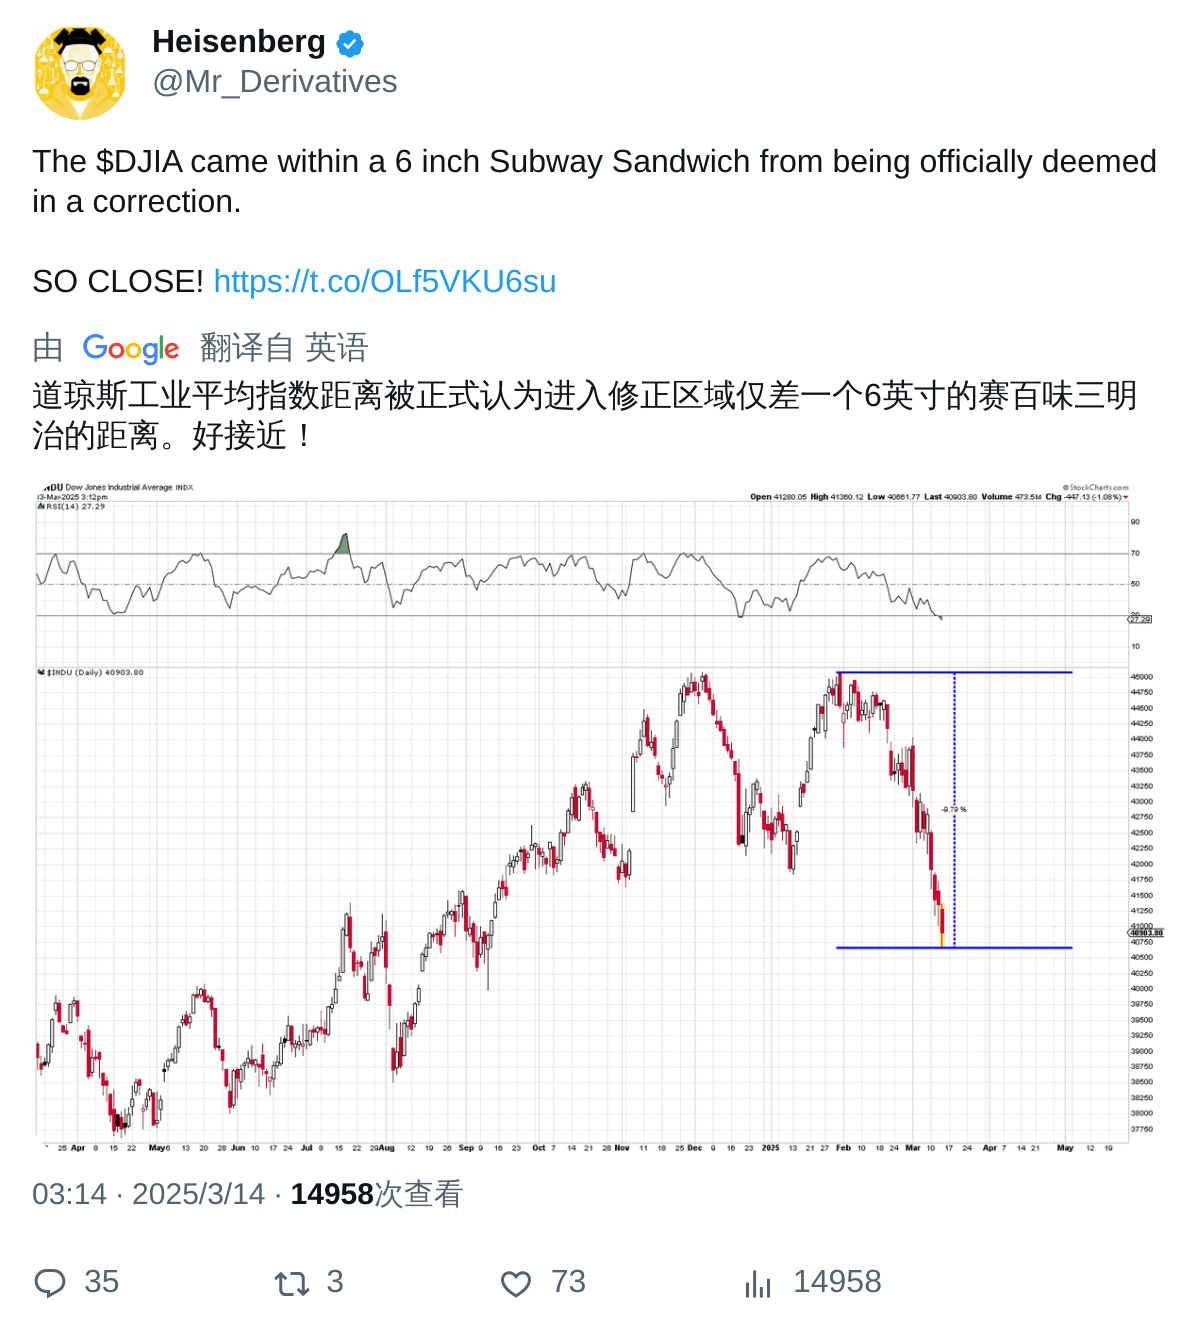 Heisenberg
@Mr_Derivatives
The $DJIA came within a 6 inch Subway Sandwich from being officially deemed
in a correction.
SO CLOSE! https://t.co/OLf5VKU6su
由 Google 翻译自 英语
道琼斯工业平均指数距离被正式认为进入修正区域仅差一个6英寸的赛百味三明
治的距离。好接近！
Dow Jones Industrial Average INDX
© StockCharts.com
3-Mar-2025 3:12pm
Open 41280.05 High 41360.12 Low 40661.77 Last 40903.80 Volume 473.5M Chg -447.13 (-1.08%)
RSI(14) 27.29
90
70
50
27.29
10
$INDU (Daily) 40903.80
45000
44750
44500
44250
44000
43750
43500
43250
43000
-9.79 %
42750
42500
42250
42000
41750
41500
41250
41000
40903.80
40750
40500
40250
40000
39750
39500
39250
39000
38750
38500
38250
38000
37750
25 Apr 8 15 22 May6 13 20 28 Jun 10 17 24 Jul 8 15 22 29Aug 12 19 26 Sep 9 16 23 Oct 7 14 21 28 Nov 11 18 25 Dec 9 16 23 2025 13 21 27 Feb 10 18 24 Mar 10 17 24 Apr 7 14 21 May 12 19
03:14 · 2025/3/14 · 14958次查看
35 3 73 14958